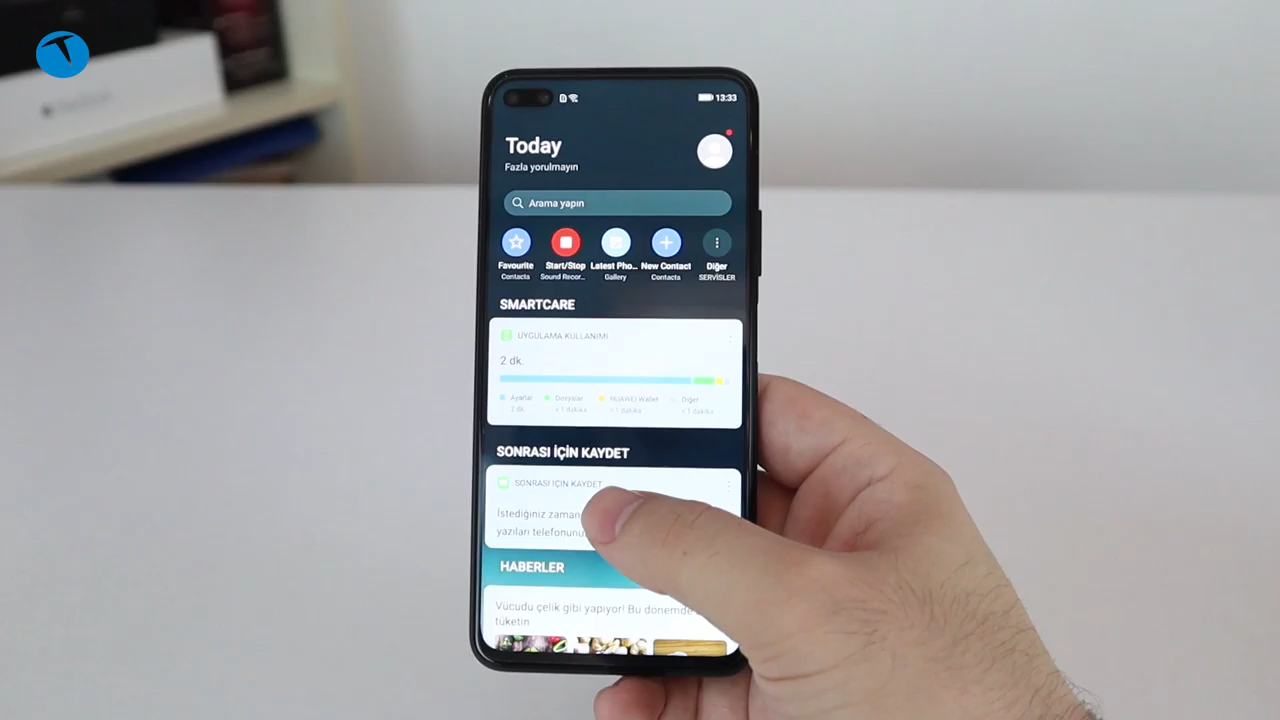 13:33
Today
Fazla yorulmayın
Arama yapın
Favourite
Contacta
Start/Stop
Sound Recor...
Latest Pho...
Gallery
New Contact
Contacta
Diğer
SERVİSLER
SMARTCARE
UYGULAMA KULLANIMI
2 dk.
Ayarlar
2 dk.
Dosyalar
< 1 dakika
HUAWEI Wallet
< 1 dakika
Diğer
< 1 dakika
SONRASI İÇİN KAYDET
SONRASI İÇİN KAYDET
İstediğiniz zaman
yazıları telefonunu
HABERLER
Vücudu çelik gibi yapıyor! Bu dönemde
tüketin